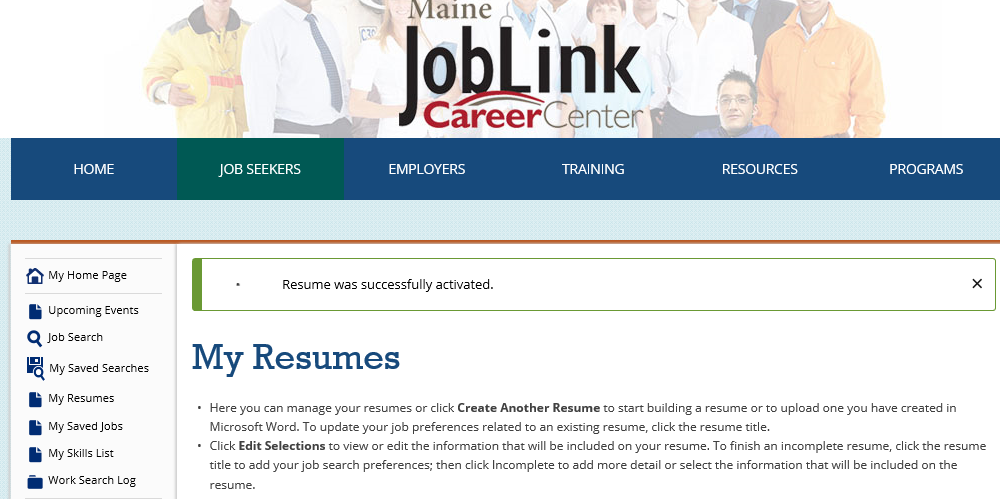 Maine
JobLink
CareerCenter
HOME
JOB SEEKERS
EMPLOYERS
TRAINING
RESOURCES
PROGRAMS
My Home Page
Upcoming Events
Job Search
My Saved Searches
My Resumes
My Saved Jobs
My Skills List
Work Search Log
• Resume was successfully activated. ✕
My Resumes
• Here you can manage your resumes or click Create Another Resume to start building a resume or to upload one you have created in
Microsoft Word. To update your job preferences related to an existing resume, click the resume title.
• Click Edit Selections to view or edit the information that will be included on your resume. To finish an incomplete resume, click the resume
title to add your job search preferences; then click Incomplete to add more detail or select the information that will be included on the
resume.